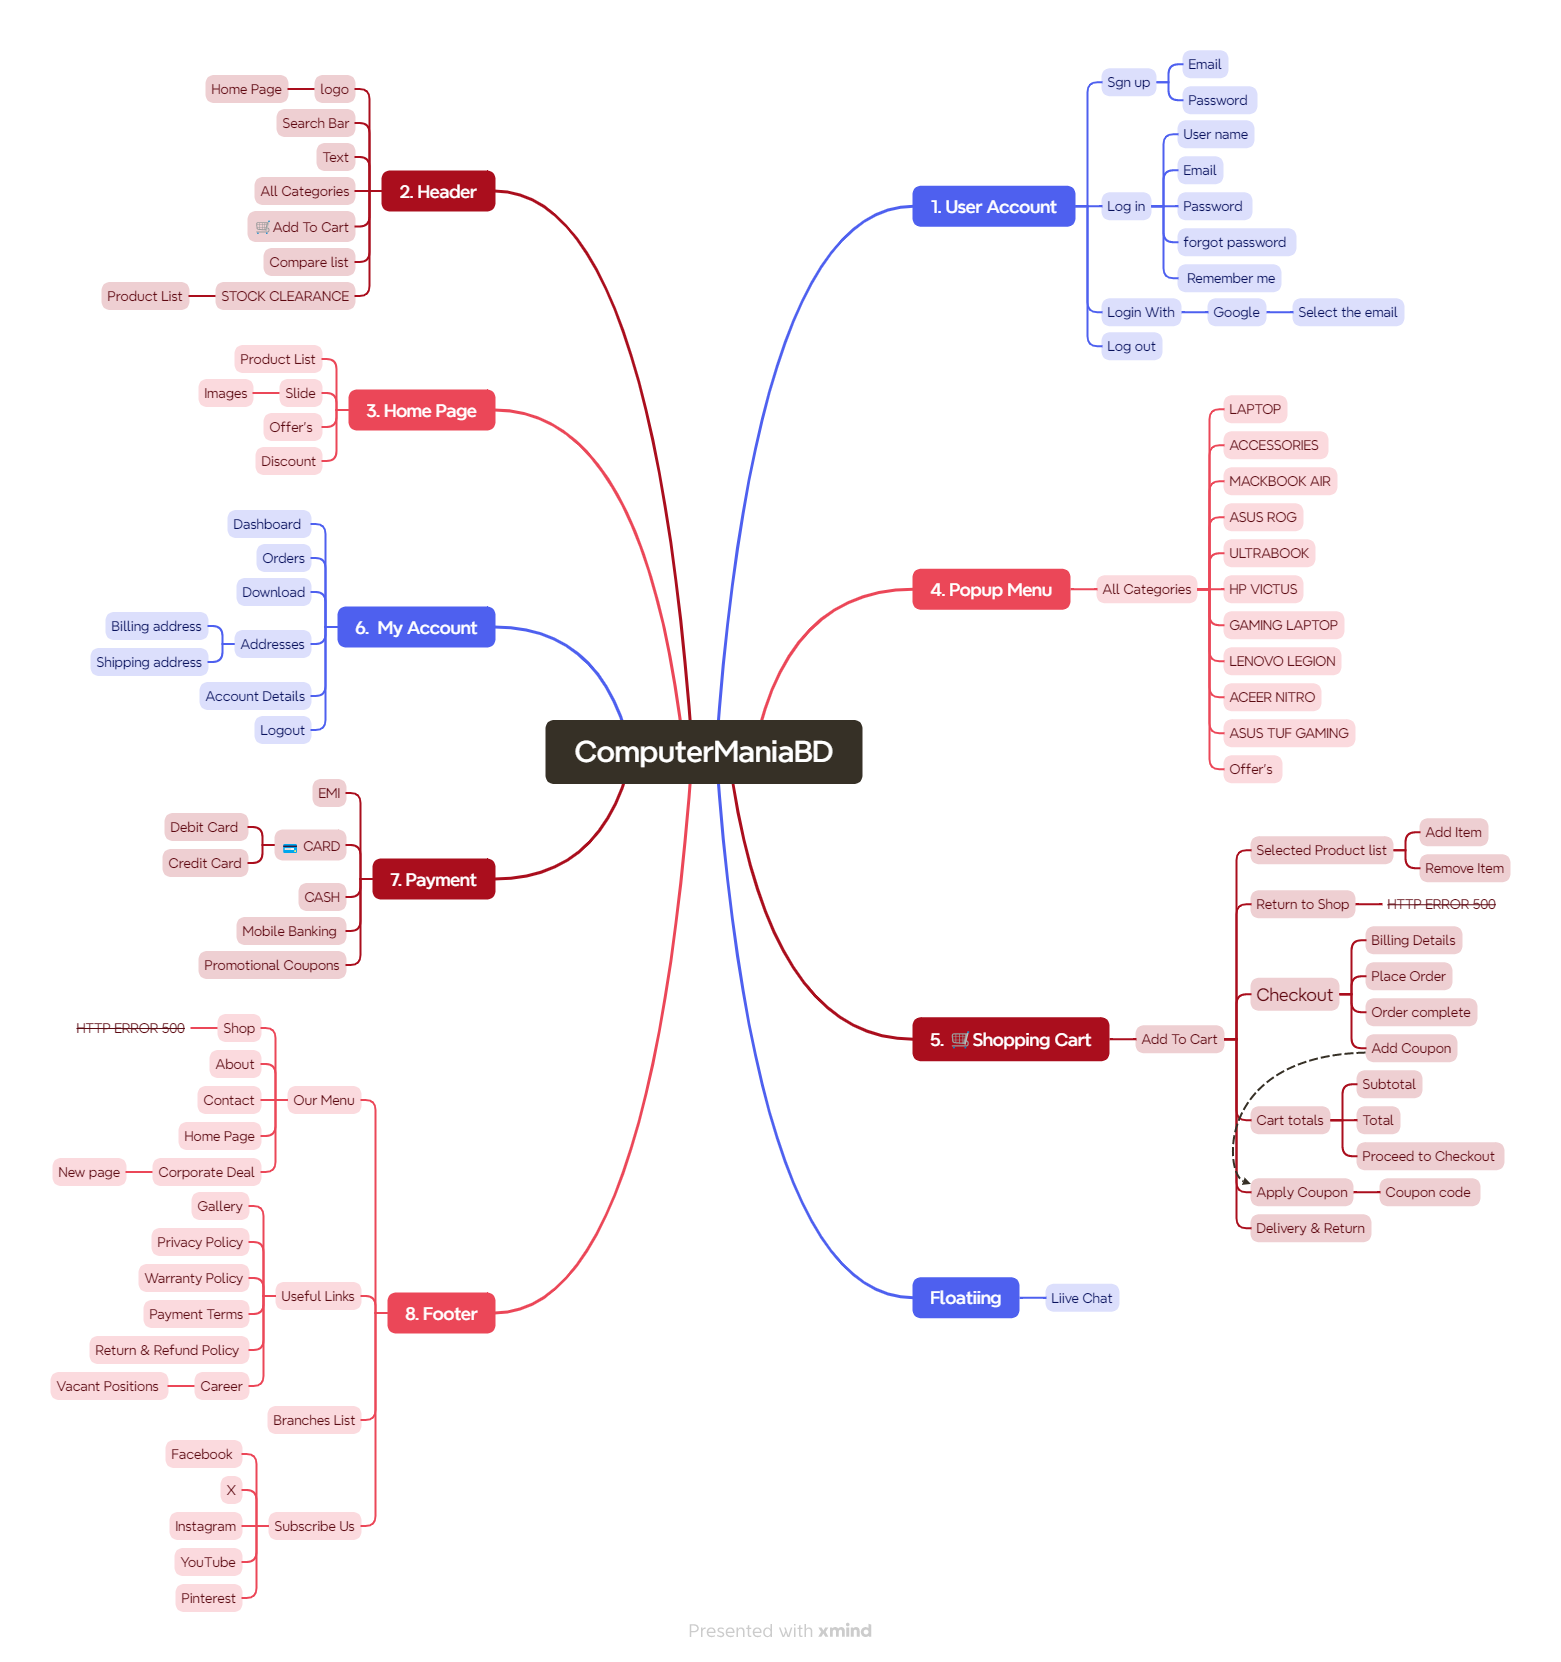 ComputerManiaBD
1. User Account
Sgn up
Email
Password
Log in
User name
Email
Password
forgot password
Remember me
Login With
Google
Select the email
Log out
2. Header
logo
Home Page
Search Bar
Text
All Categories
🛒Add To Cart
Compare list
STOCK CLEARANCE
Product List
3. Home Page
Product List
Slide
Images
Offer's
Discount
4. Popup Menu
All Categories
LAPTOP
ACCESSORIES
MACKBOOK AIR
ASUS ROG
ULTRABOOK
HP VICTUS
GAMING LAPTOP
LENOVO LEGION
ACEER NITRO
ASUS TUF GAMING
Offer's
5. 🛒Shopping Cart
Add To Cart
Selected Product list
Add Item
Remove Item
Return to Shop
HTTP ERROR 500
Checkout
Billing Details
Place Order
Order complete
Add Coupon
Cart totals
Subtotal
Total
Proceed to Checkout
Apply Coupon
Coupon code
Delivery & Return
6. My Account
Dashboard
Orders
Download
Addresses
Billing address
Shipping address
Account Details
Logout
7. Payment
EMI
💳 CARD
Debit Card
Credit Card
CASH
Mobile Banking
Promotional Coupons
8. Footer
Our Menu
Shop
HTTP ERROR 500
About
Contact
Home Page
Corporate Deal
New page
Useful Links
Gallery
Privacy Policy
Warranty Policy
Payment Terms
Return & Refund Policy
Career
Vacant Positions
Branches List
Subscribe Us
Facebook
X
Instagram
YouTube
Pinterest
Floatiing
Liive Chat
Presented with xmind